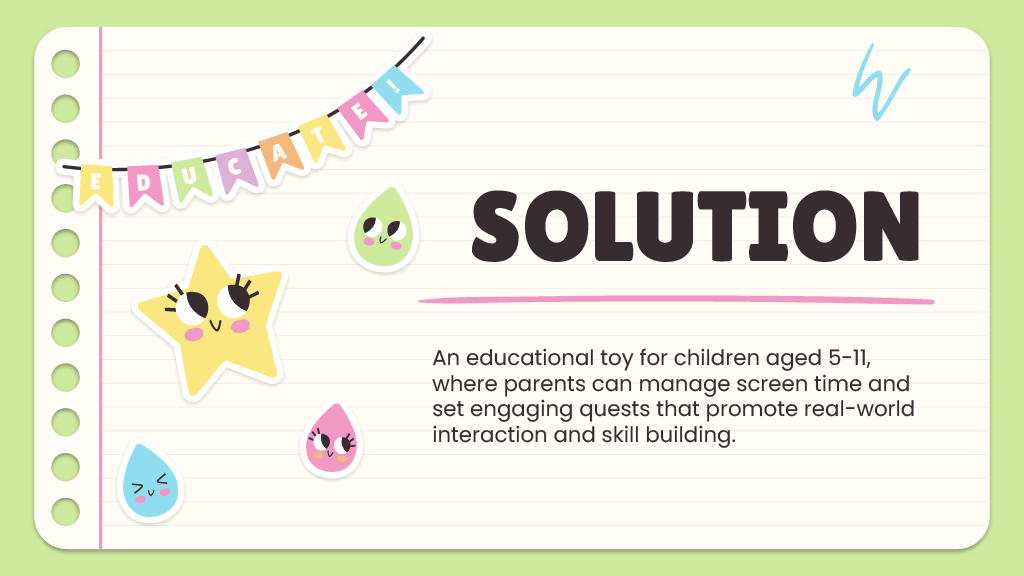 EDUCATE!
SOLUTION
An educational toy for children aged 5-11,
where parents can manage screen time and
set engaging quests that promote real-world
interaction and skill building.